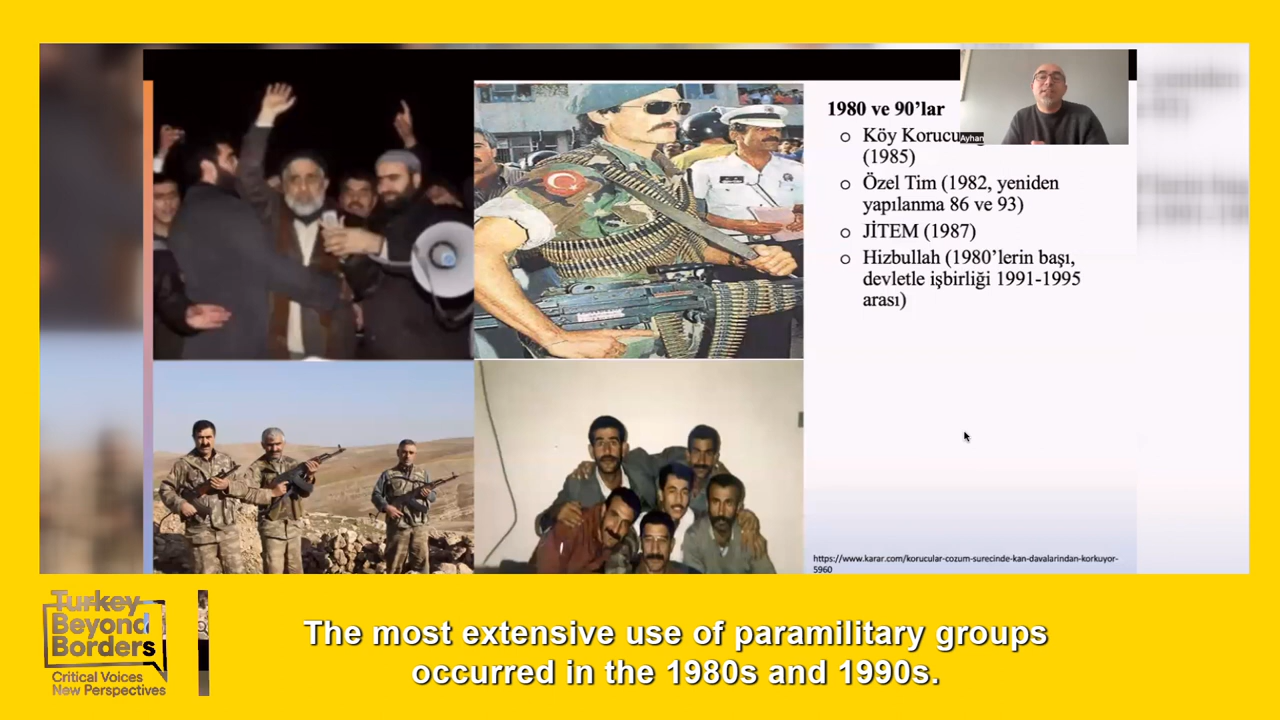 1980 ve 90’lar
o Köy Korucu
(1985)
o Özel Tim (1982, yeniden
yapılanma 86 ve 93)
o JİTEM (1987)
o Hizbullah (1980’lerin başı,
devletle işbirliği 1991-1995
arası)
Ayhan
https://www.karar.com/korucular-cozum-surecinde-kan-davalarindan-korkuyor-
5960
Turkey
Beyond
Borders
Critical Voices
New Perspectives
The most extensive use of paramilitary groups
occurred in the 1980s and 1990s.